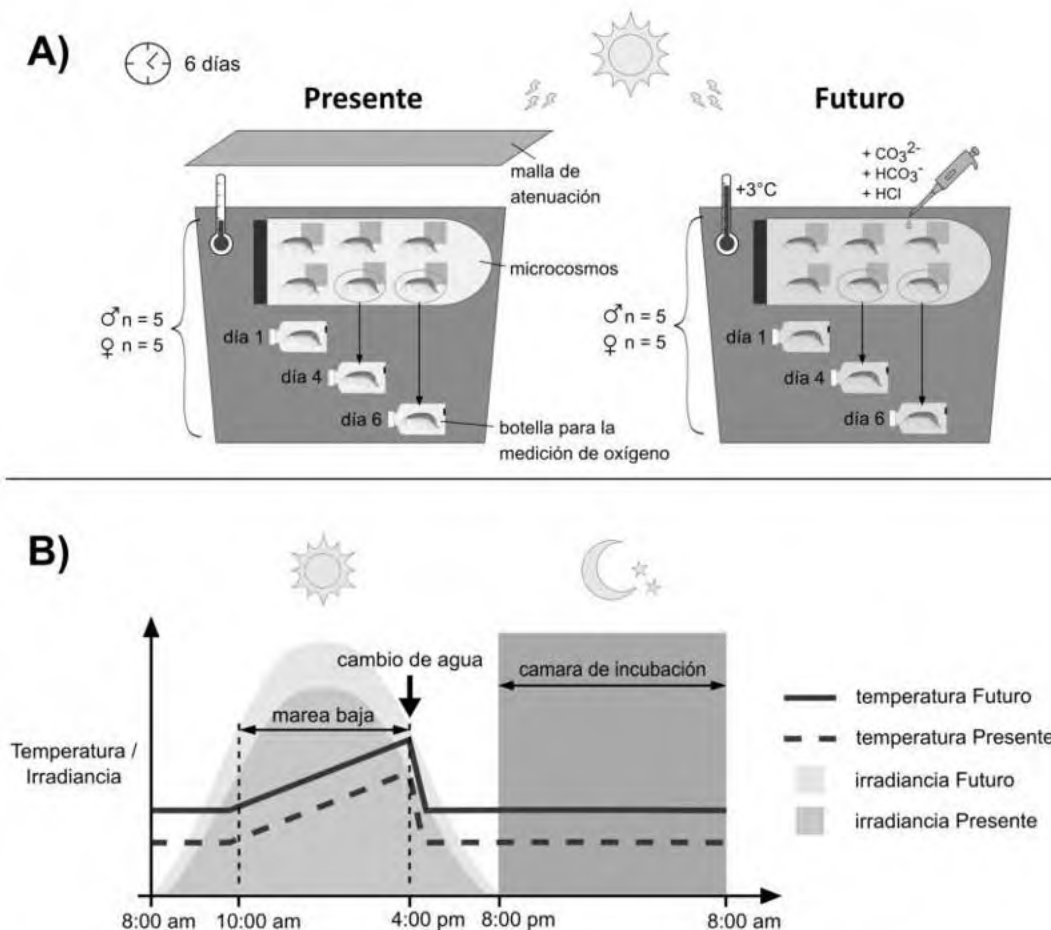 A)
6 días
Presente
Futuro
malla de
atenuación
+ CO₃²⁻
+ HCO₃⁻
+ HCl
+3°C
microcosmos
♂ n = 5
♀ n = 5
día 1
día 4
día 6
botella para la
medición de oxígeno
♂ n = 5
♀ n = 5
día 1
día 4
día 6
B)
cambio de agua
camara de incubación
marea baja
Temperatura /
Irradiancia
temperatura Futuro
temperatura Presente
irradiancia Futuro
irradiancia Presente
8:00 am
10:00 am
4:00 pm
8:00 pm
8:00 am